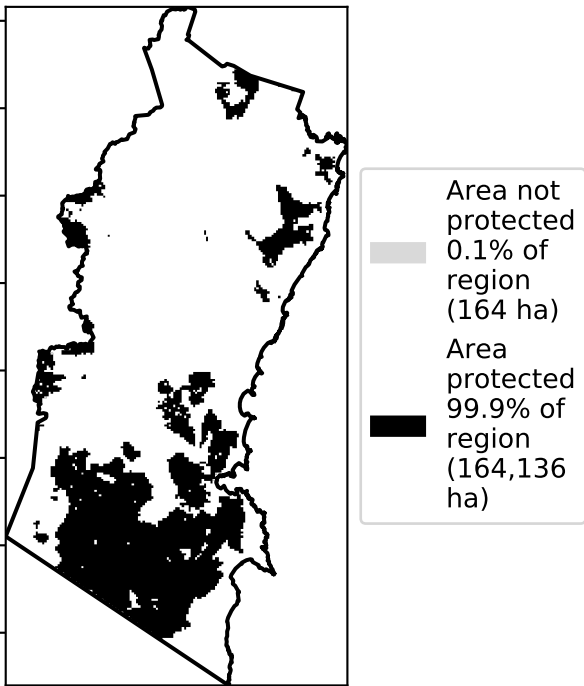 Area not
protected
0.1% of
region
(164 ha)
Area
protected
99.9% of
region
(164,136
ha)